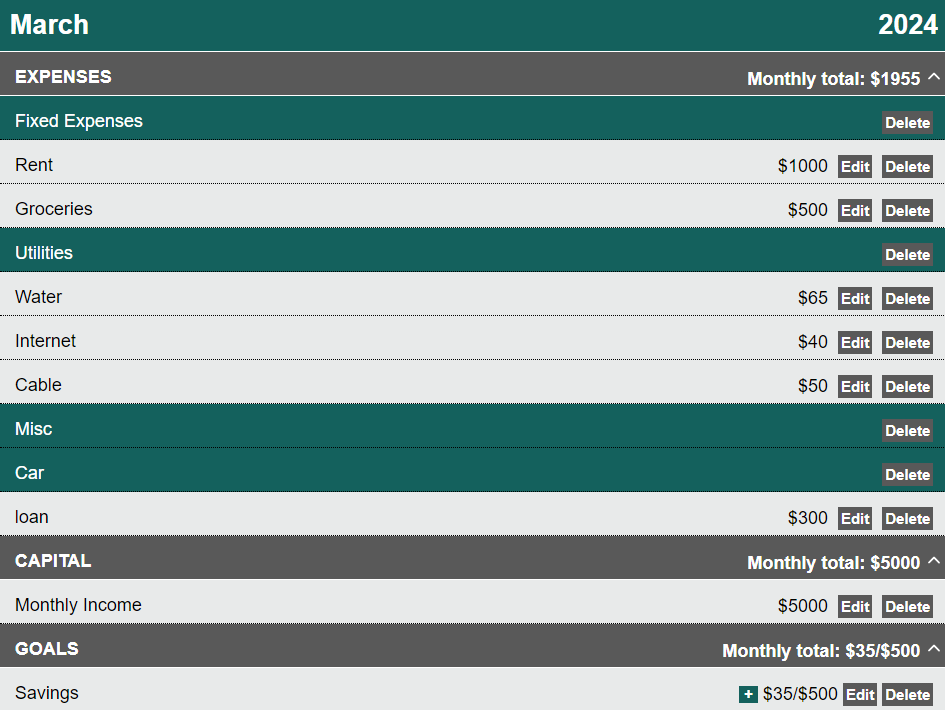 March 2024
EXPENSES Monthly total: $1955
Fixed Expenses Delete
Rent $1000 Edit Delete
Groceries $500 Edit Delete
Utilities Delete
Water $65 Edit Delete
Internet $40 Edit Delete
Cable $50 Edit Delete
Misc Delete
Car Delete
loan $300 Edit Delete
CAPITAL Monthly total: $5000
Monthly Income $5000 Edit Delete
GOALS Monthly total: $35/$500
Savings + $35/$500 Edit Delete